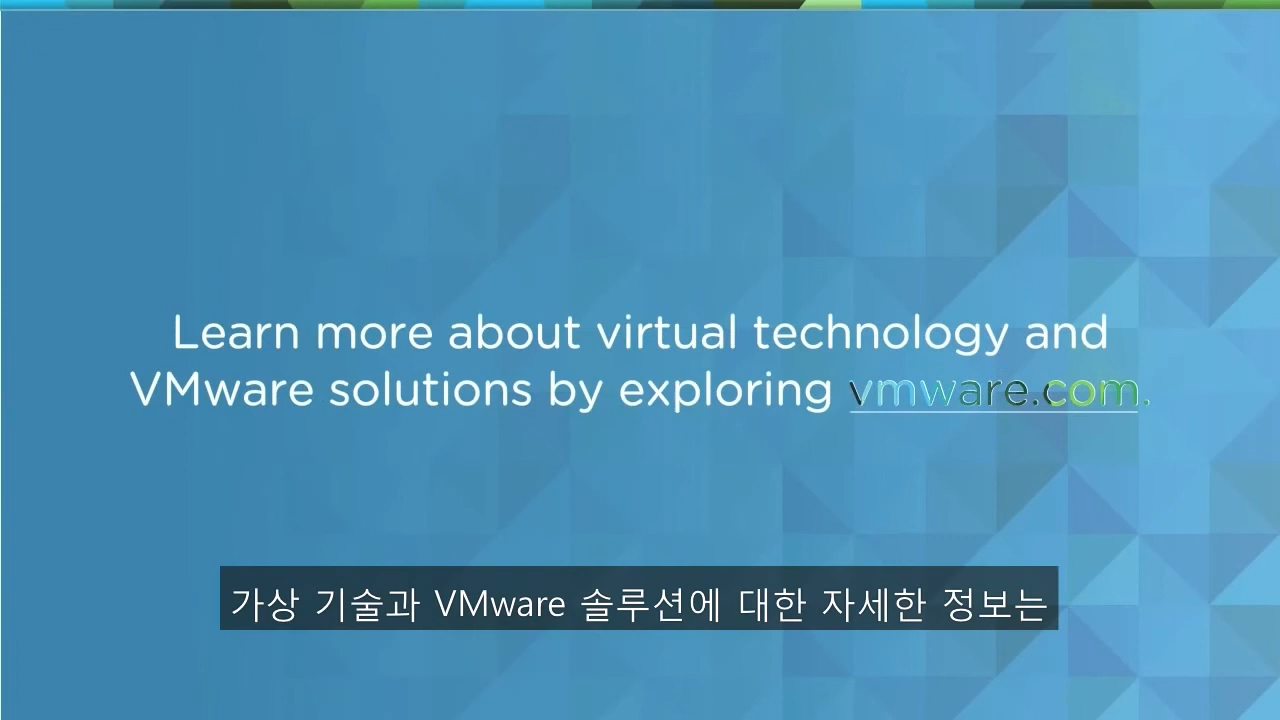 Learn more about virtual technology and
VMware solutions by exploring vmware.com.
가상 기술과 VMware 솔루션에 대한 자세한 정보는